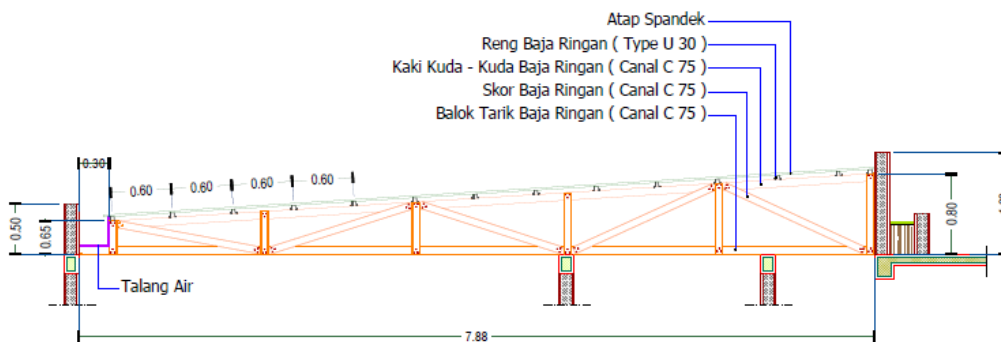 Atap Spandek
Reng Baja Ringan ( Type U 30 )
Kaki Kuda - Kuda Baja Ringan ( Canal C 75 )
Skor Baja Ringan ( Canal C 75 )
Balok Tarik Baja Ringan ( Canal C 75 )
0.30
0.60
0.60
0.60
0.60
0.50
0.65
0.80
Talang Air
7.88